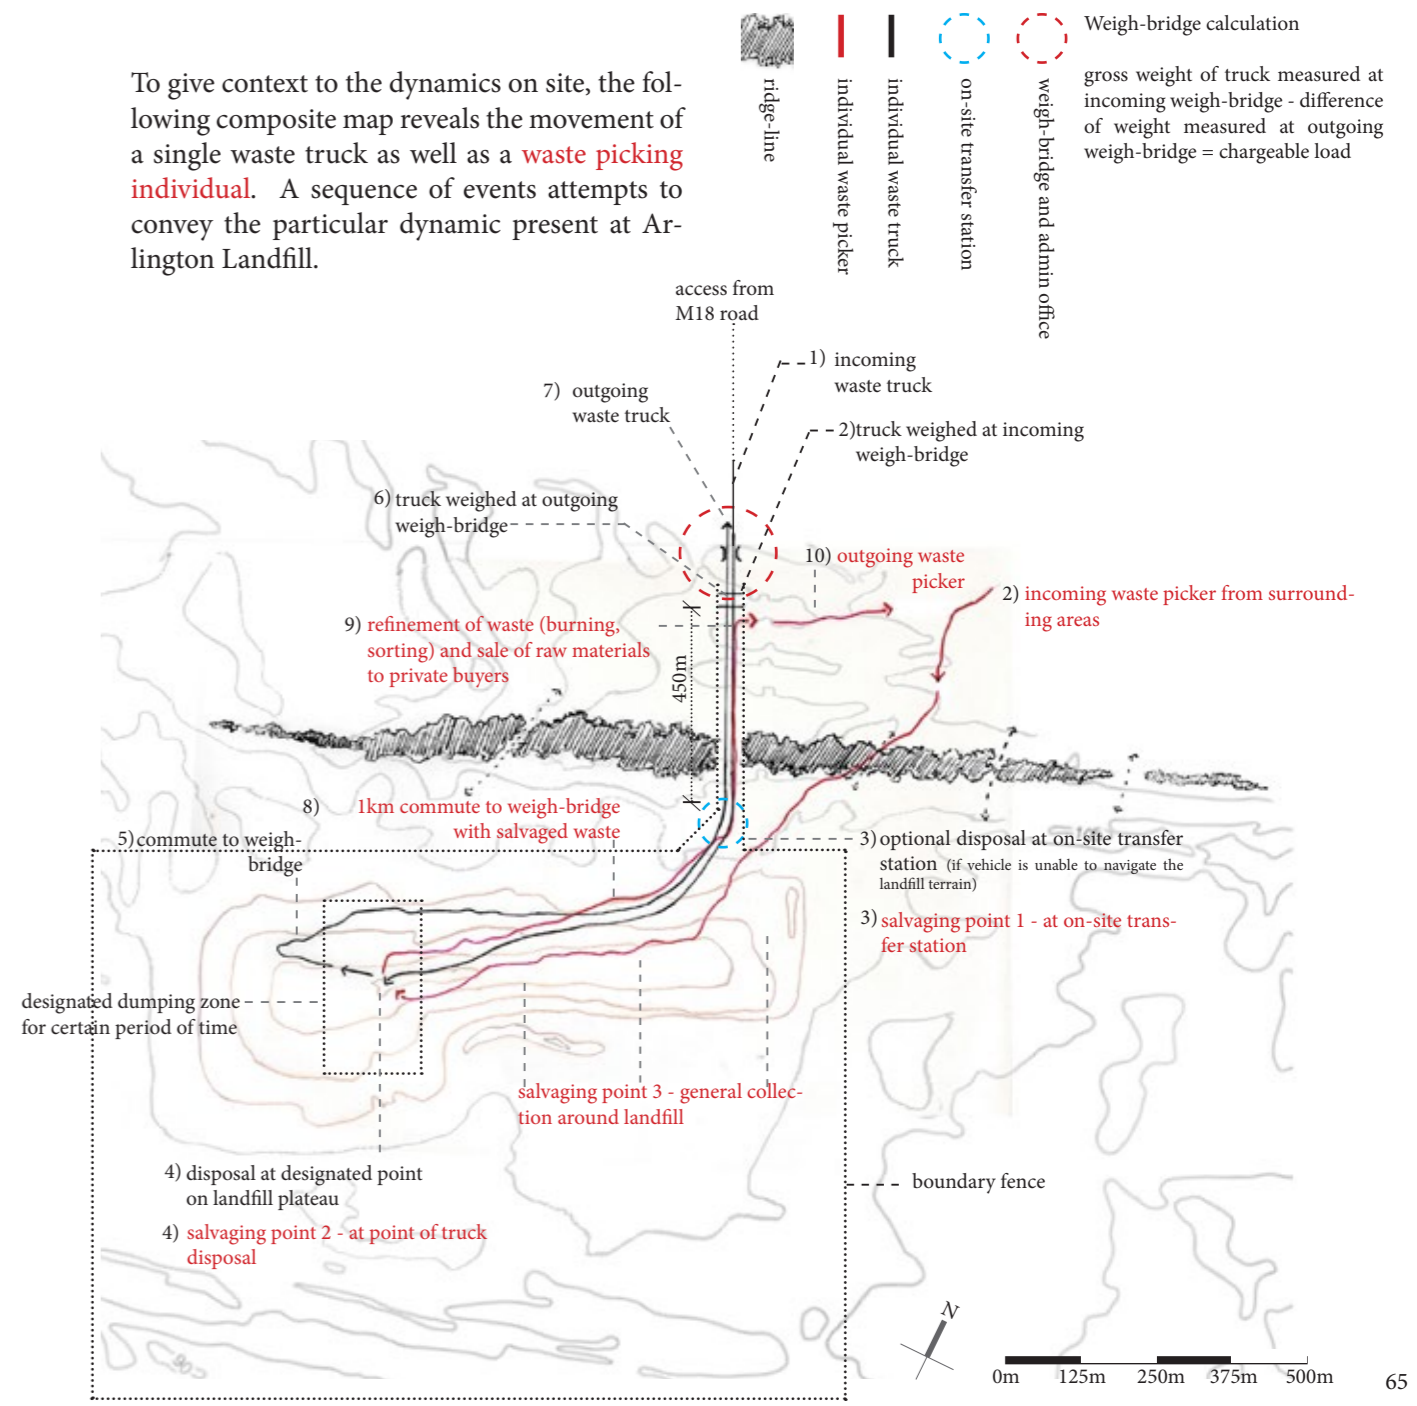 To give context to the dynamics on site, the fol-
lowing composite map reveals the movement of
a single waste truck as well as a waste picking
individual.  A sequence of events attempts to
convey the particular dynamic present at Ar-
lington Landfill.
ridge-line
individual waste picker
individual waste truck
on-site transfer station
weigh-bridge and admin office
Weigh-bridge calculation
gross weight of truck measured at
incoming weigh-bridge - difference
of weight measured at outgoing
weigh-bridge = chargeable load
access from
M18 road
1) incoming
waste truck
7) outgoing
waste truck
2)truck weighed at incoming
weigh-bridge
6) truck weighed at outgoing
weigh-bridge
10) outgoing waste
picker
2) incoming waste picker from surround-
ing areas
9) refinement of waste (burning,
sorting) and sale of raw materials
to private buyers
450m
8) 1km commute to weigh-bridge
with salvaged waste
5)commute to weigh-
bridge
3) optional disposal at on-site transfer
station (if vehicle is unable to navigate the
landfill terrain)
3) salvaging point 1 - at on-site trans-
fer station
designated dumping zone
for certain period of time
salvaging point 3 - general collec-
tion around landfill
4) disposal at designated point
on landfill plateau
4) salvaging point 2 - at point of truck
disposal
boundary fence
N
0m 125m 250m 375m 500m
65